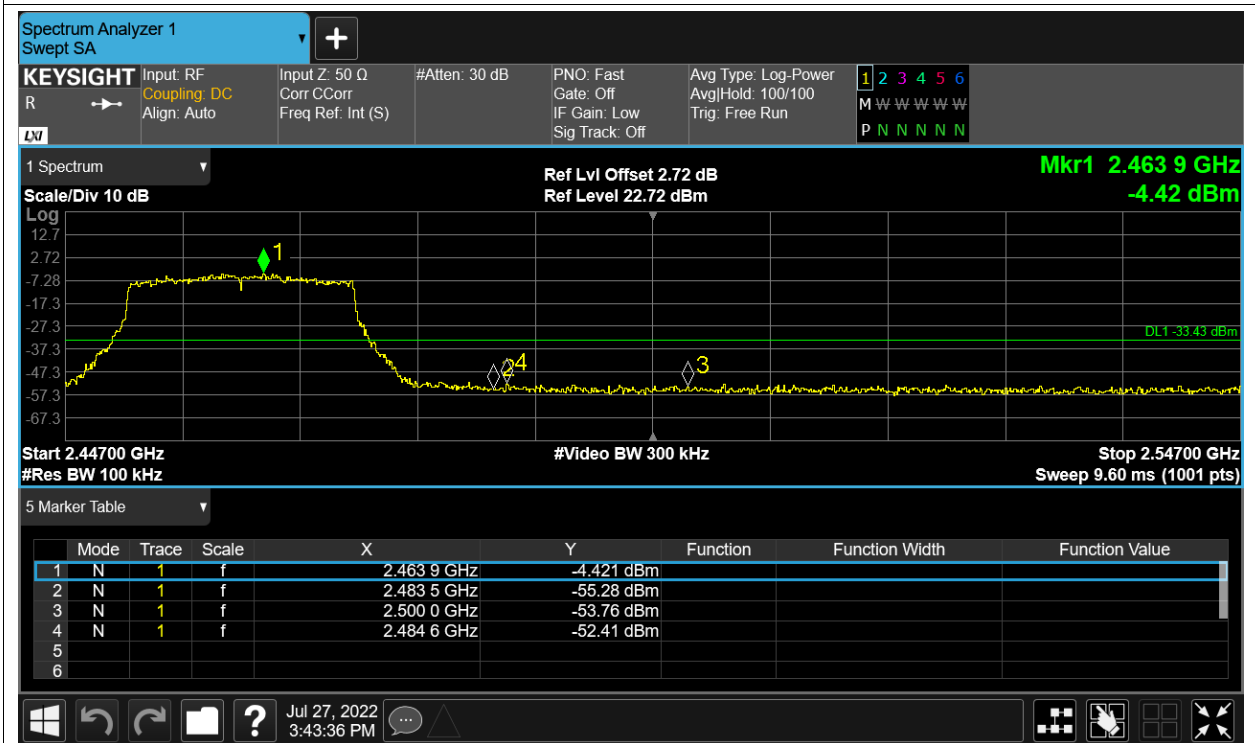 Spectrum Analyzer 1
Swept SA
KEYSIGHT
R
LXI
Input: RF
Coupling: DC
Align: Auto
Input Z: 50 Ω
Corr CCorr
Freq Ref: Int (S)
#Atten: 30 dB
PNO: Fast
Gate: Off
IF Gain: Low
Sig Track: Off
Avg Type: Log-Power
Avg|Hold: 100/100
Trig: Free Run
1 2 3 4 5 6
M W W W W W
P N N N N N
1 Spectrum
Scale/Div 10 dB
Ref Lvl Offset 2.72 dB
Ref Level 22.72 dBm
Mkr1 2.463 9 GHz
-4.42 dBm
Log
12.7
2.72
-7.28
-17.3
-27.3
-37.3
-47.3
-57.3
-67.3
1
2
4
3
DL1 -33.43 dBm
Start 2.44700 GHz
#Video BW 300 kHz
Stop 2.54700 GHz
#Res BW 100 kHz
Sweep 9.60 ms (1001 pts)
5 Marker Table
Mode Trace Scale X Y Function Function Width Function Value
1 N 1 f 2.463 9 GHz -4.421 dBm
2 N 1 f 2.483 5 GHz -55.28 dBm
3 N 1 f 2.500 0 GHz -53.76 dBm
4 N 1 f 2.484 6 GHz -52.41 dBm
5
6
?
Jul 27, 2022
3:43:36 PM